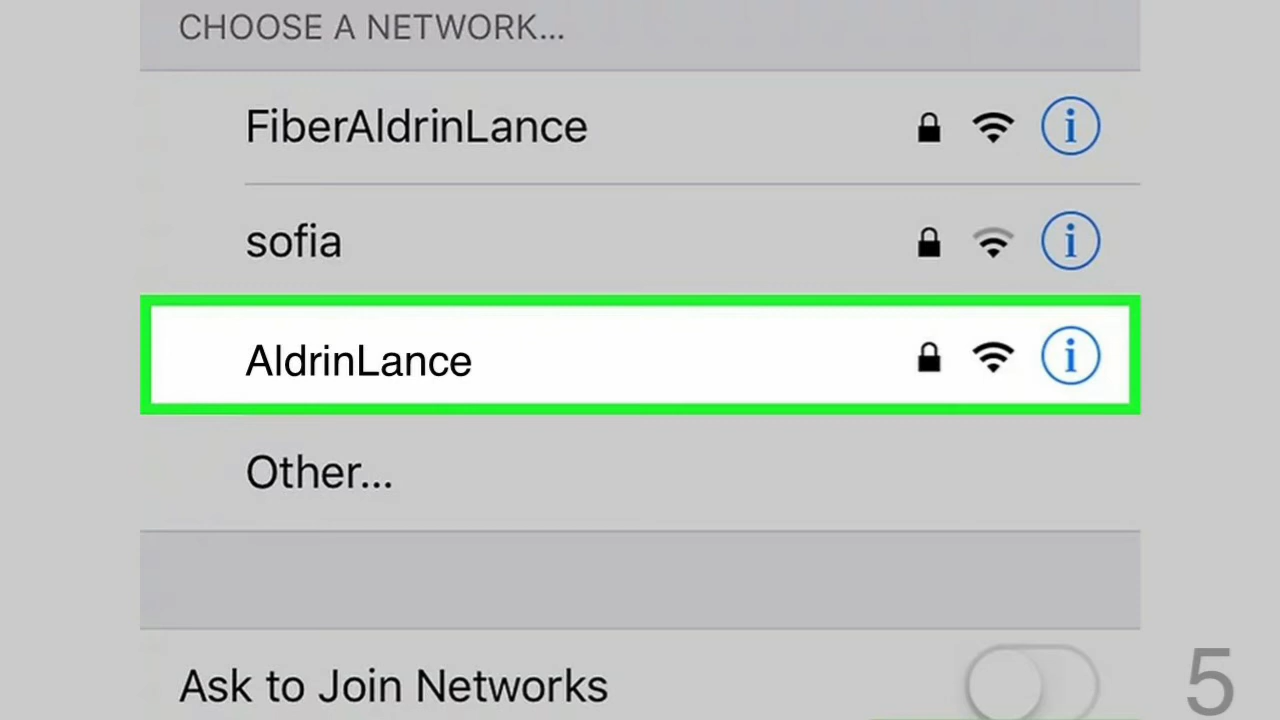 CHOOSE A NETWORK...
FiberAldrinLance
sofia
AldrinLance
Other...
Ask to Join Networks
5